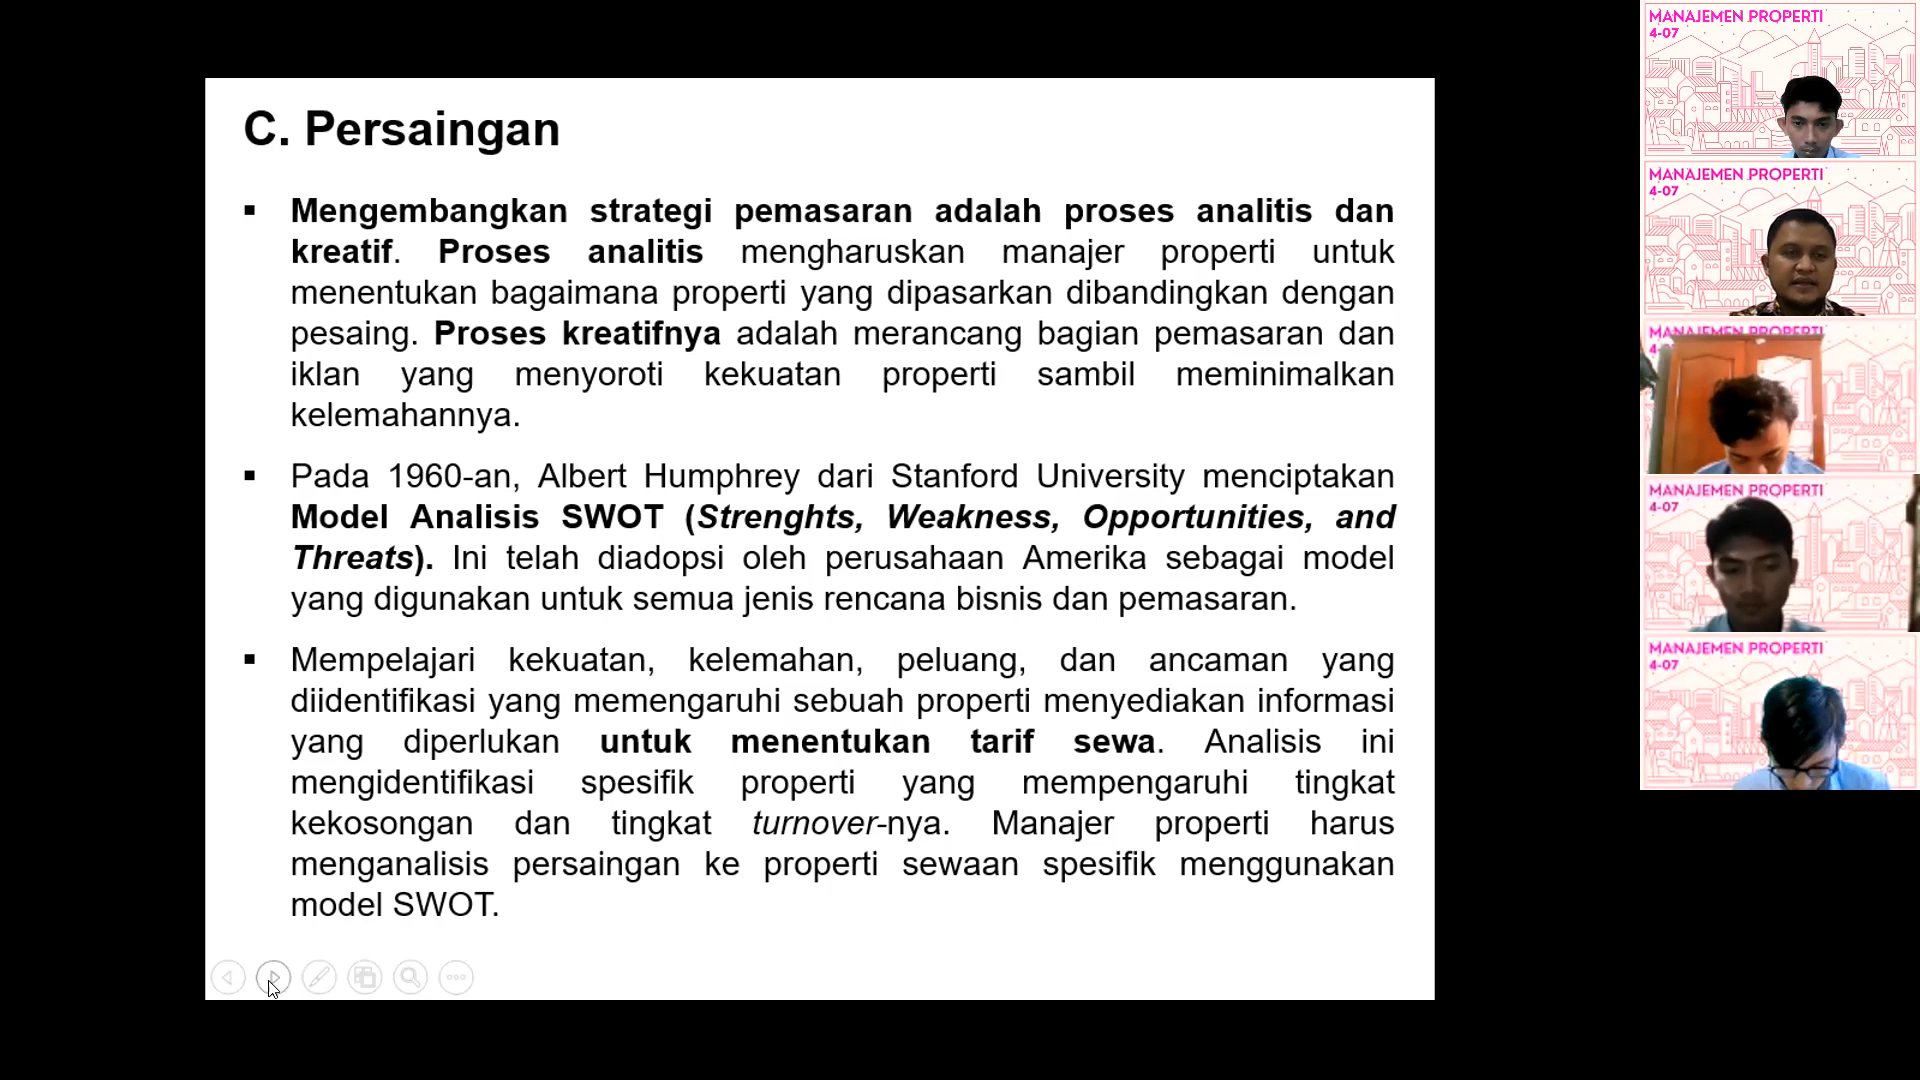 C. Persaingan
▪ Mengembangkan strategi pemasaran adalah proses analitis dan
kreatif. Proses analitis mengharuskan manajer properti untuk
menentukan bagaimana properti yang dipasarkan dibandingkan dengan
pesaing. Proses kreatifnya adalah merancang bagian pemasaran dan
iklan yang menyoroti kekuatan properti sambil meminimalkan
kelemahannya.
▪ Pada 1960-an, Albert Humphrey dari Stanford University menciptakan
Model Analisis SWOT (Strenghts, Weakness, Opportunities, and
Threats). Ini telah diadopsi oleh perusahaan Amerika sebagai model
yang digunakan untuk semua jenis rencana bisnis dan pemasaran.
▪ Mempelajari kekuatan, kelemahan, peluang, dan ancaman yang
diidentifikasi yang memengaruhi sebuah properti menyediakan informasi
yang diperlukan untuk menentukan tarif sewa. Analisis ini
mengidentifikasi spesifik properti yang mempengaruhi tingkat
kekosongan dan tingkat turnover-nya. Manajer properti harus
menganalisis persaingan ke properti sewaan spesifik menggunakan
model SWOT.
MANAJEMEN PROPERTI
4-07
MANAJEMEN PROPERTI
4-07
MANAJEMEN PROPERTI
MANAJEMEN PROPERTI
4-07
MANAJEMEN PROPERTI
4-07